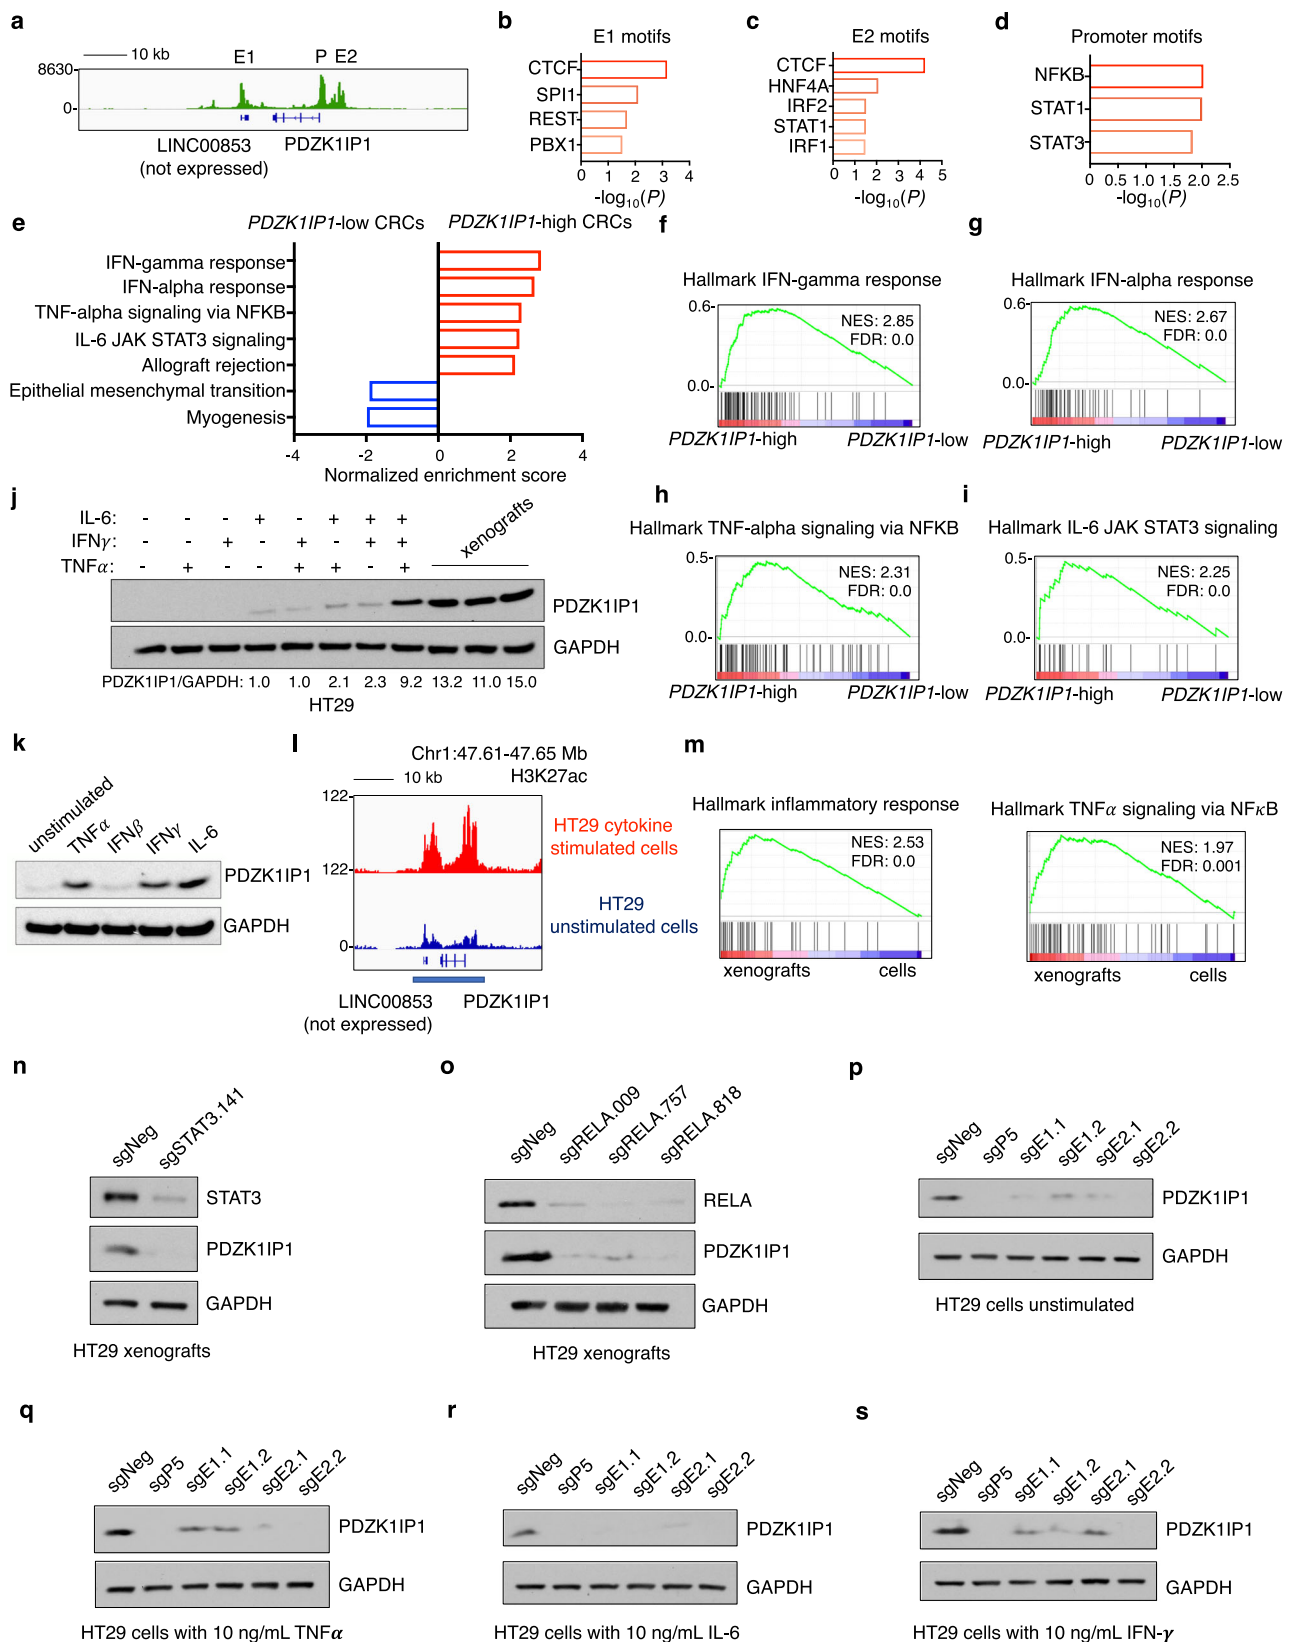 a
10 kb
E1 P E2
8630
0
LINC00853
(not expressed)
PDZK1IP1
b
E1 motifs
CTCF
SPI1
REST
PBX1
0 1 2 3 4
-log10(P)
c
E2 motifs
CTCF
HNF4A
IRF2
STAT1
IRF1
0 1 2 3 4 5
-log10(P)
d
Promoter motifs
NFKB
STAT1
STAT3
0 0.5 1.0 1.5 2.0 2.5
-log10(P)
e
PDZK1IP1-low CRCs
PDZK1IP1-high CRCs
IFN-gamma response
IFN-alpha response
TNF-alpha signaling via NFKB
IL-6 JAK STAT3 signaling
Allograft rejection
Epithelial mesenchymal transition
Myogenesis
-4 -2 0 2 4
Normalized enrichment score
f
Hallmark IFN-gamma response
0.6-
NES: 2.85
FDR: 0.0
0.0-
PDZK1IP1-high PDZK1IP1-low
g
Hallmark IFN-alpha response
0.6-
NES: 2.67
FDR: 0.0
0.0-
PDZK1IP1-high PDZK1IP1-low
h
Hallmark TNF-alpha signaling via NFKB
0.5-
NES: 2.31
FDR: 0.0
0.0-
PDZK1IP1-high PDZK1IP1-low
i
Hallmark IL-6 JAK STAT3 signaling
0.5-
NES: 2.25
FDR: 0.0
0.0-
PDZK1IP1-high PDZK1IP1-low
j
IL-6: - - - + - + + +
IFNγ: - - + - + - + +
TNFα: - + - - + + - +
xenografts
PDZK1IP1
GAPDH
PDZK1IP1/GAPDH: 1.0 1.0 2.1 2.3 9.2 13.2 11.0 15.0
HT29
k
unstimulated
TNFα
IFNβ
IFNγ
IL-6
PDZK1IP1
GAPDH
l
Chr1:47.61-47.65 Mb
10 kb H3K27ac
122
HT29 cytokine
stimulated cells
122
HT29
unstimulated cells
0
LINC00853 PDZK1IP1
(not expressed)
m
Hallmark inflammatory response
NES: 2.53
FDR: 0.0
xenografts cells
Hallmark TNFα signaling via NFκB
NES: 1.97
FDR: 0.001
xenografts cells
n
sgNeg
sgSTAT3.141
STAT3
PDZK1IP1
GAPDH
HT29 xenografts
o
sgNeg
sgRELA.009
sgRELA.757
sgRELA.818
RELA
PDZK1IP1
GAPDH
HT29 xenografts
p
sgNeg
sgP5
sgE1.1
sgE1.2
sgE2.1
sgE2.2
PDZK1IP1
GAPDH
HT29 cells unstimulated
q
sgNeg
sgP5
sgE1.1
sgE1.2
sgE2.1
sgE2.2
PDZK1IP1
GAPDH
HT29 cells with 10 ng/mL TNFα
r
sgNeg
sgP5
sgE1.1
sgE1.2
sgE2.1
sgE2.2
PDZK1IP1
GAPDH
HT29 cells with 10 ng/mL IL-6
s
sgNeg
sgP5
sgE1.1
sgE1.2
sgE2.1
sgE2.2
PDZK1IP1
GAPDH
HT29 cells with 10 ng/mL IFN-γ